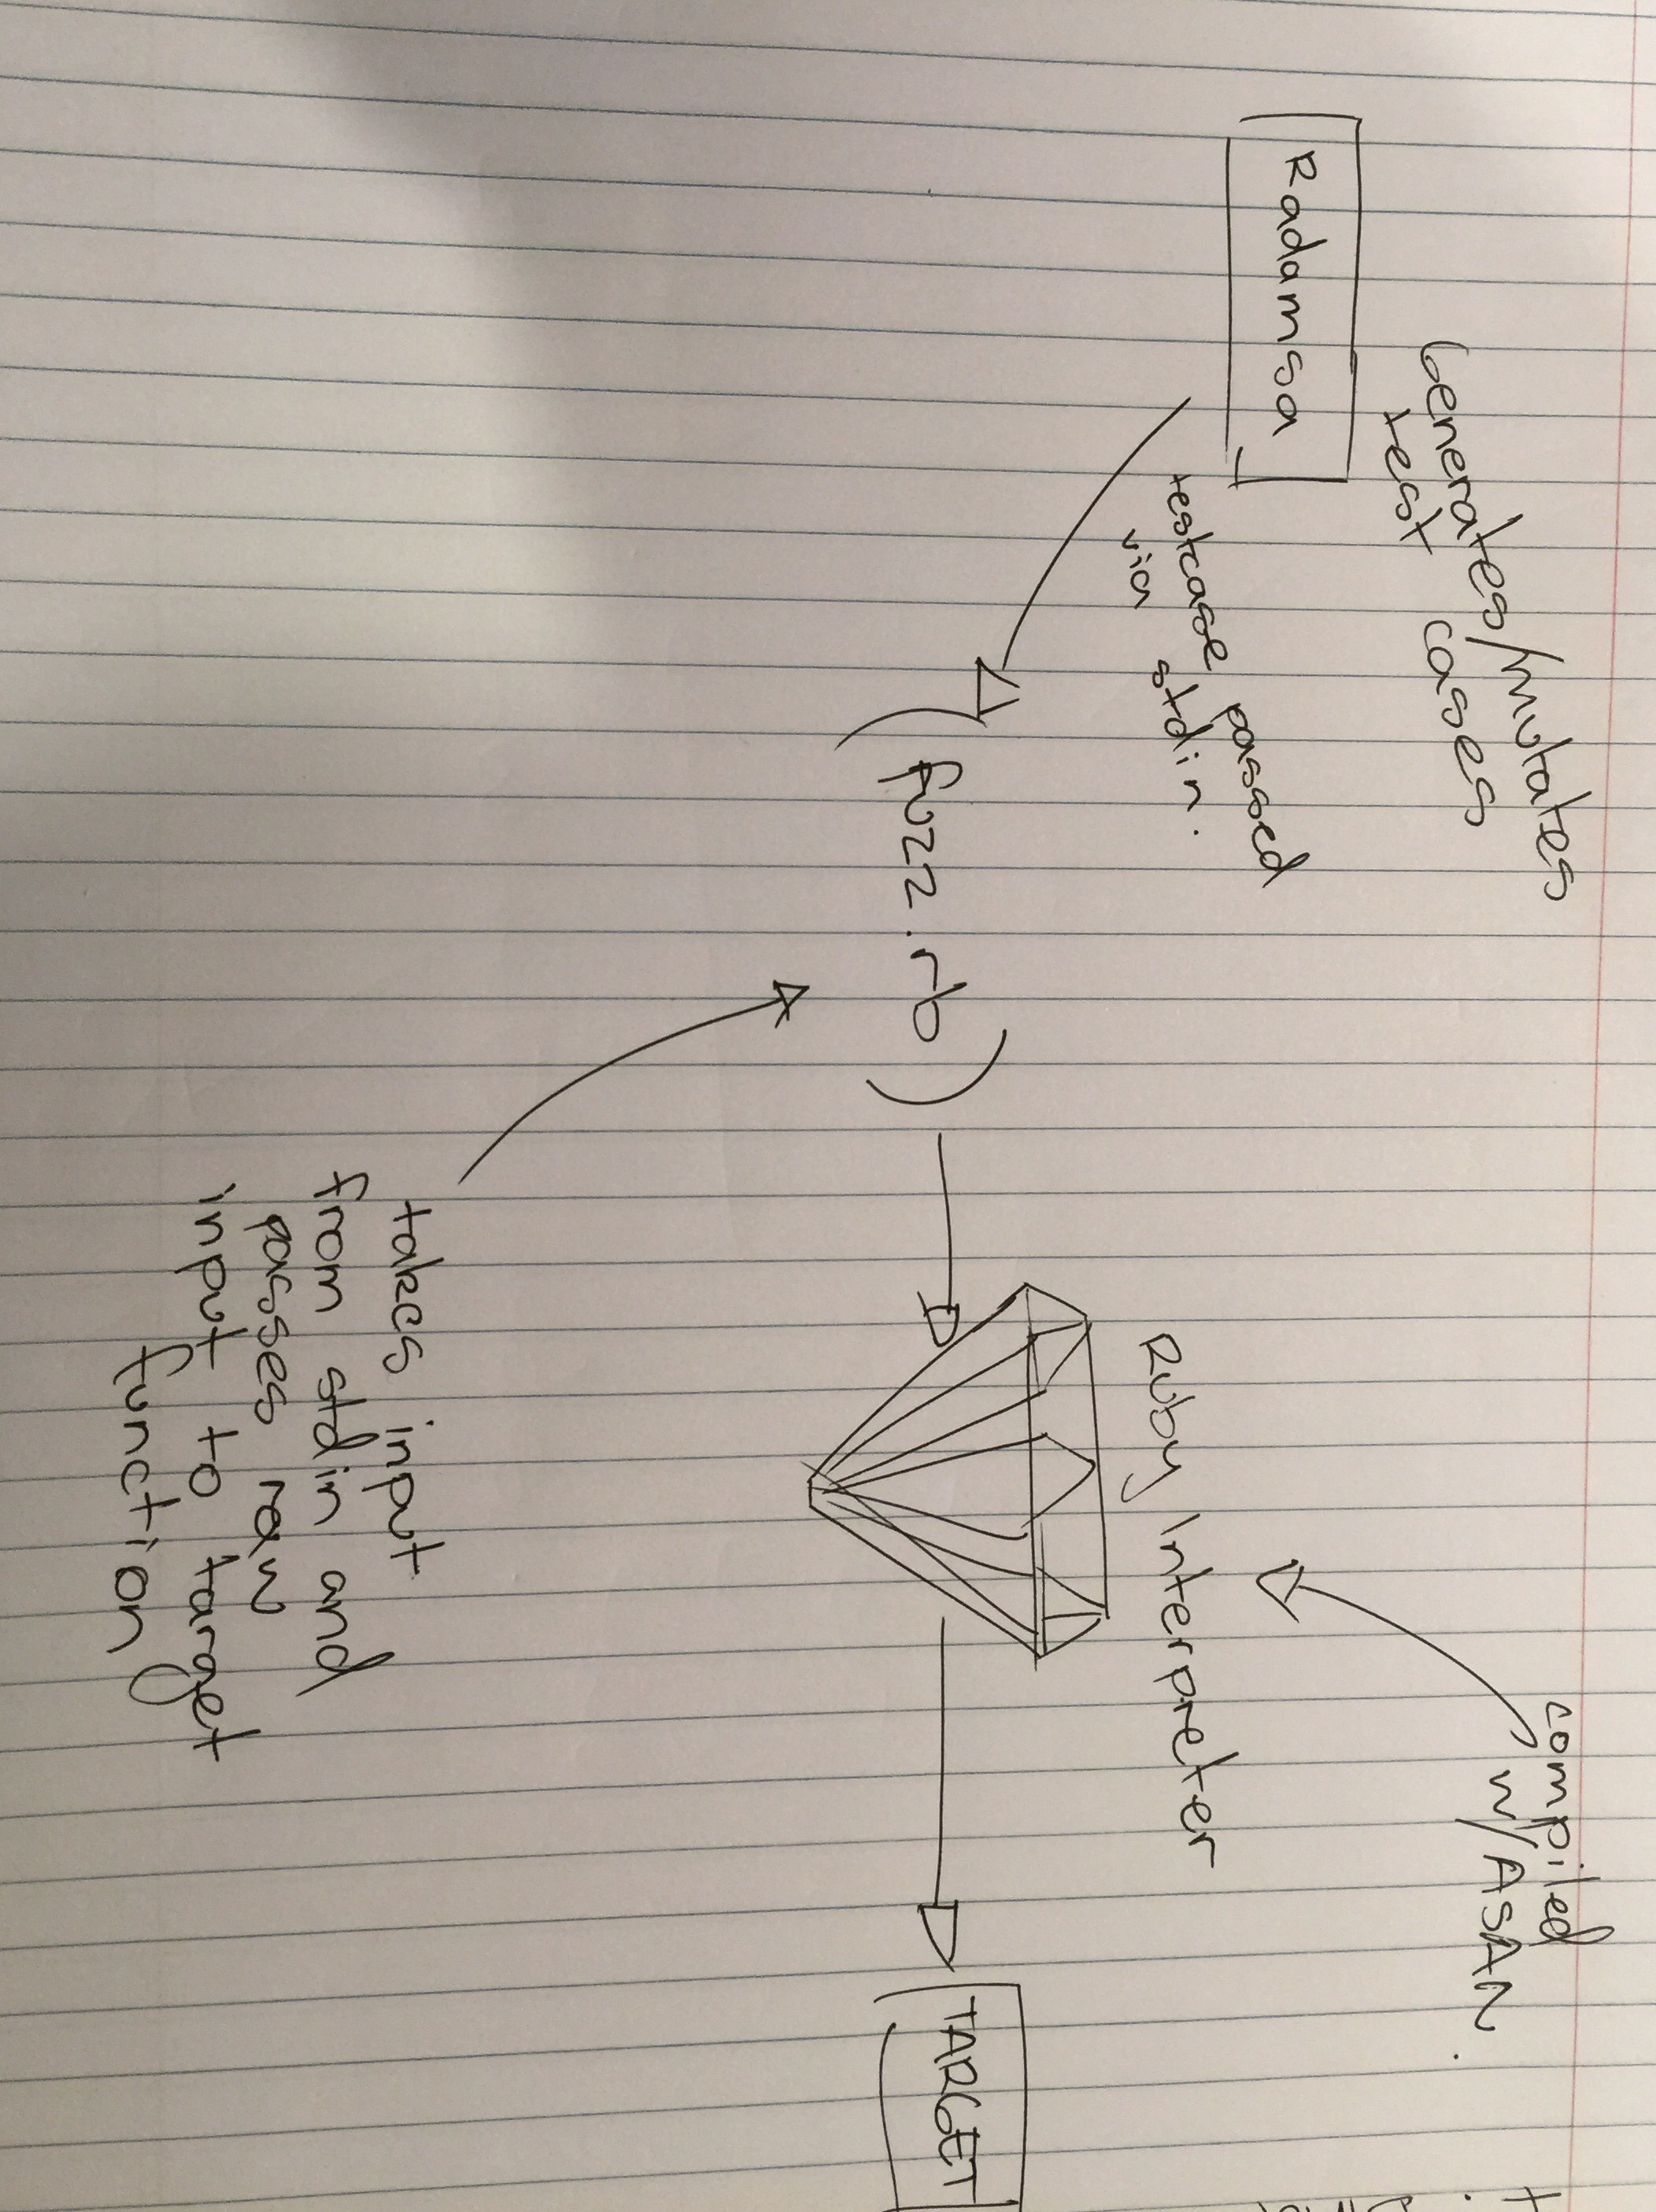 Generates/mutates
test cases
Radamsa
testcase passed
via stdin.
fuzz.rb
takes input
from stdin and
passes raw
input to target
function
Ruby Interpreter
compiled
w/ASAN.
TARGET